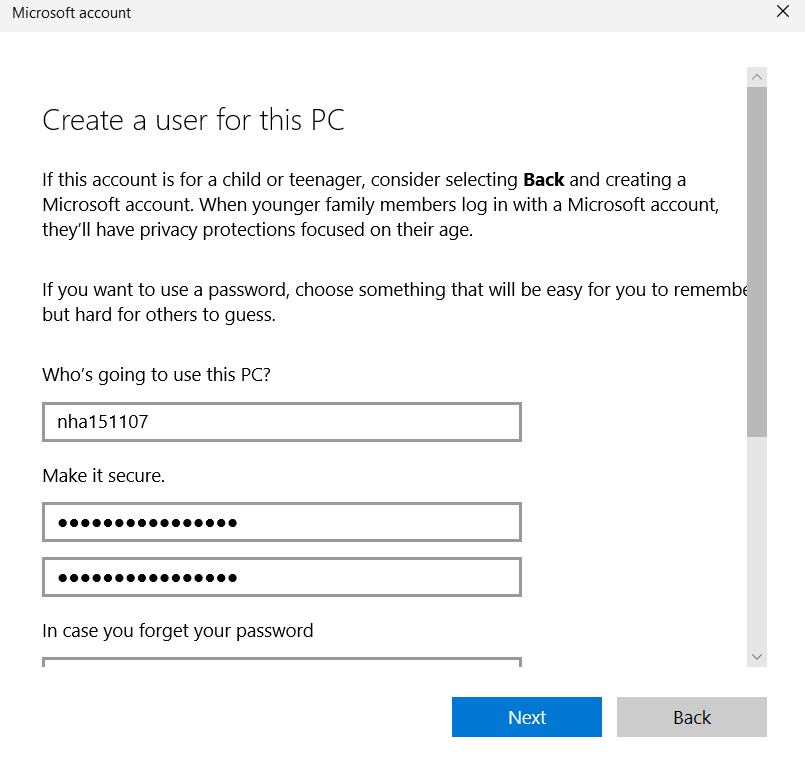 Microsoft account
Create a user for this PC
If this account is for a child or teenager, consider selecting Back and creating a
Microsoft account. When younger family members log in with a Microsoft account,
they'll have privacy protections focused on their age.
If you want to use a password, choose something that will be easy for you to remembe
but hard for others to guess.
Who's going to use this PC?
nha151107
Make it secure.
●●●●●●●●●●●●●●●●
●●●●●●●●●●●●●●●●
In case you forget your password
Next
Back